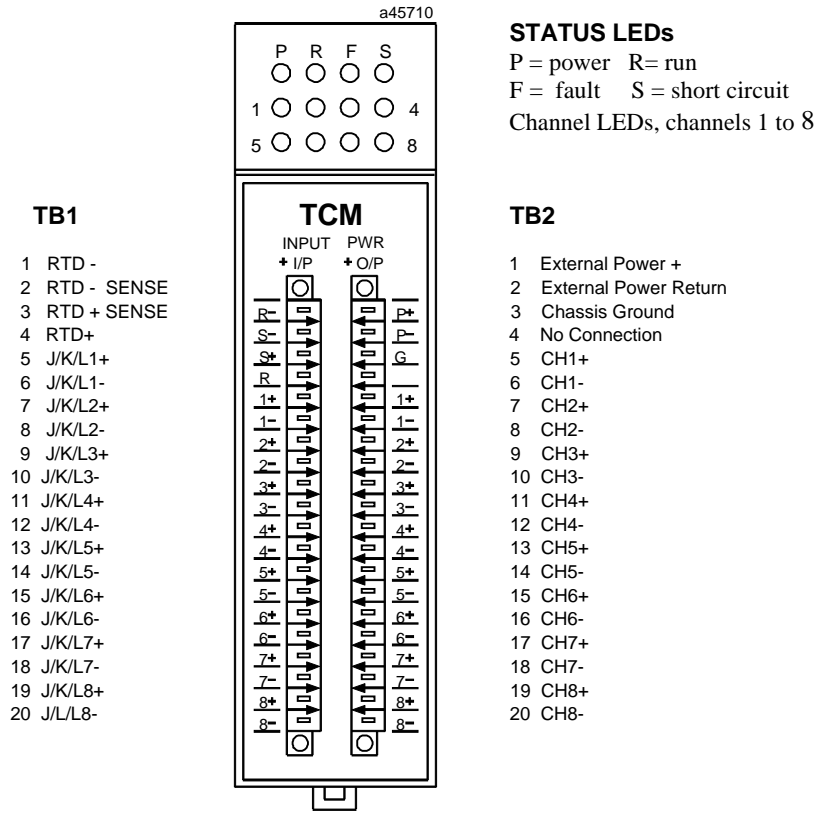 a45710
P R F S
1 4
5 8
STATUS LEDs
P = power R= run
F = fault S = short circuit
Channel LEDs, channels 1 to 8
TB1
1 RTD -
2 RTD - SENSE
3 RTD + SENSE
4 RTD+
5 J/K/L1+
6 J/K/L1-
7 J/K/L2+
8 J/K/L2-
9 J/K/L3+
10 J/K/L3-
11 J/K/L4+
12 J/K/L4-
13 J/K/L5+
14 J/K/L5-
15 J/K/L6+
16 J/K/L6-
17 J/K/L7+
18 J/K/L7-
19 J/K/L8+
20 J/L/L8-
TCM
INPUT PWR
+ I/P + O/P
R- P+
S- P-
S+ G
R
1+ 1+
1- 1-
2+ 2+
2- 2-
3+ 3+
3- 3-
4+ 4+
4- 4-
5+ 5+
5- 5-
6+ 6+
6- 6-
7+ 7+
7- 7-
8+ 8+
8- 8-
TB2
1 External Power +
2 External Power Return
3 Chassis Ground
4 No Connection
5 CH1+
6 CH1-
7 CH2+
8 CH2-
9 CH3+
10 CH3-
11 CH4+
12 CH4-
13 CH5+
14 CH5-
15 CH6+
16 CH6-
17 CH7+
18 CH7-
19 CH8+
20 CH8-